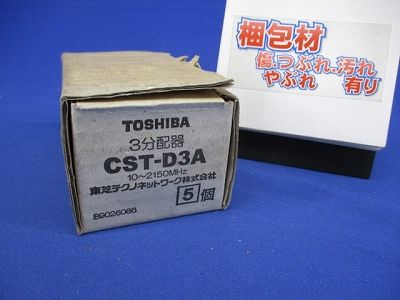 梱包材
傷、つぶれ、汚れ
やぶれ 有り
TOSHIBA
3分配器
CST-D3A
10～2150MHz
東芝テクノネットワーク株式会社
5個
89026085